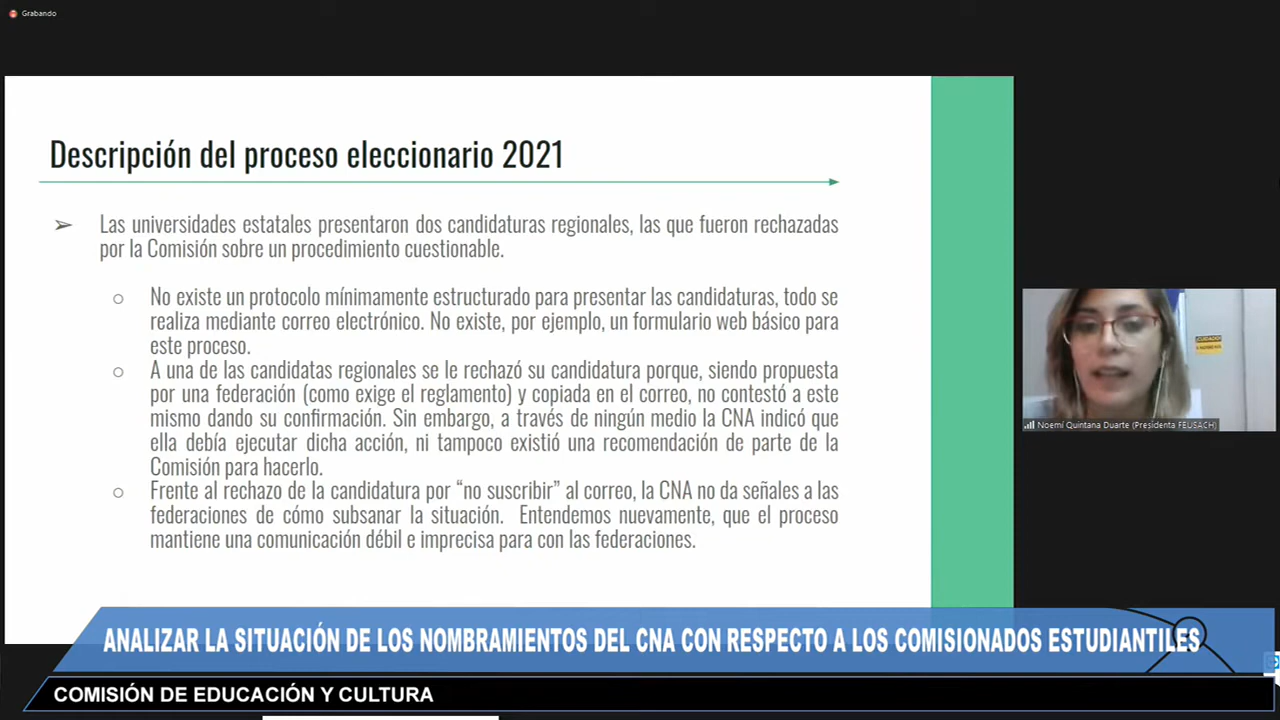 Grabando
Descripción del proceso eleccionario 2021
➢ Las universidades estatales presentaron dos candidaturas regionales, las que fueron rechazadas
por la Comisión sobre un procedimiento cuestionable.
○ No existe un protocolo mínimamente estructurado para presentar las candidaturas, todo se
realiza mediante correo electrónico. No existe, por ejemplo, un formulario web básico para
este proceso.
○ A una de las candidatas regionales se le rechazó su candidatura porque, siendo propuesta
por una federación (como exige el reglamento) y copiada en el correo, no contestó a este
mismo dando su confirmación. Sin embargo, a través de ningún medio la CNA indicó que
ella debía ejecutar dicha acción, ni tampoco existió una recomendación de parte de la
Comisión para hacerlo.
○ Frente al rechazo de la candidatura por “no suscribir” al correo, la CNA no da señales a las
federaciones de cómo subsanar la situación. Entendemos nuevamente, que el proceso
mantiene una comunicación débil e imprecisa para con las federaciones.
CUIDADO
Noemí Quintana Duarte (Presidenta FEUSACH)
ANALIZAR LA SITUACIÓN DE LOS NOMBRAMIENTOS DEL CNA CON RESPECTO A LOS COMISIONADOS ESTUDIANTILES
COMISIÓN DE EDUCACIÓN Y CULTURA